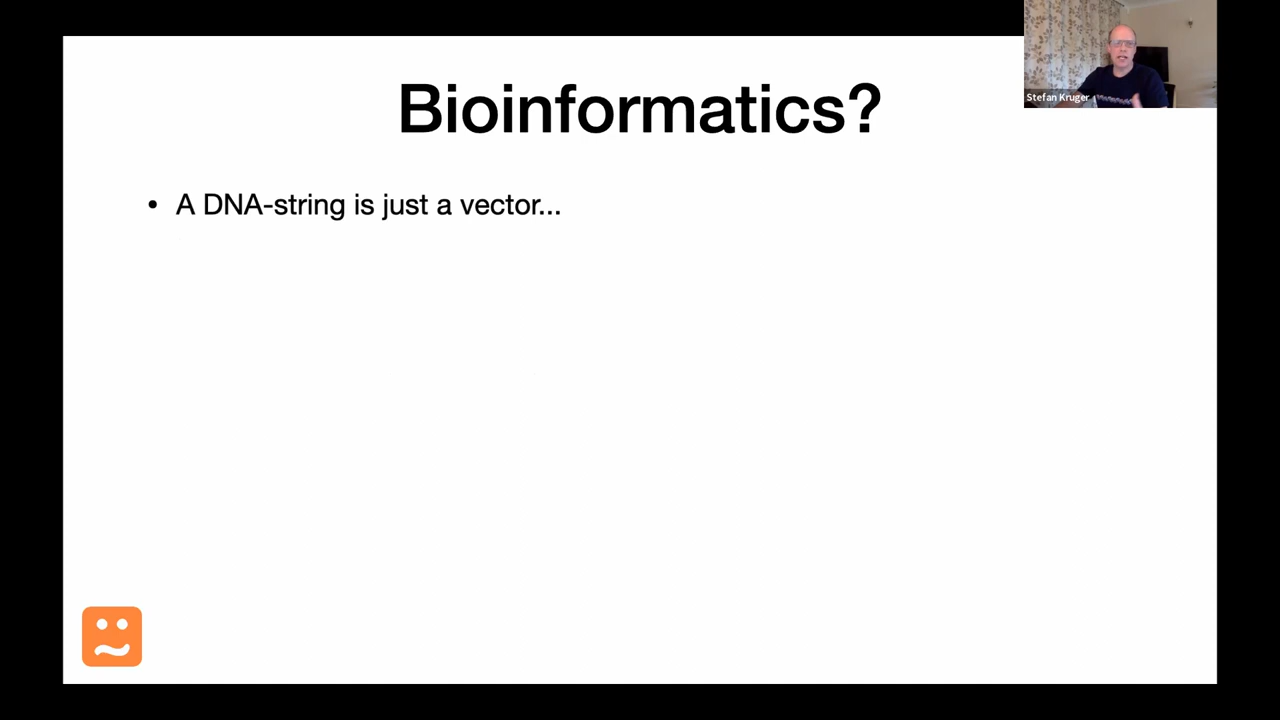 Stefan Kruger
Bioinformatics?
• A DNA-string is just a vector...